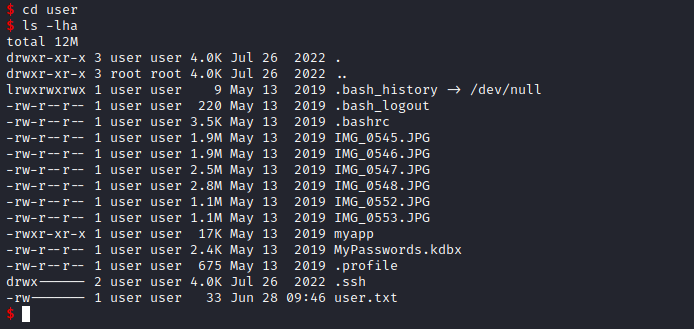 $ cd user
$ ls -lha
total 12M
drwxr-xr-x 3 user user 4.0K Jul 26  2022 .
drwxr-xr-x 3 root root 4.0K Jul 26  2022 ..
lrwxrwxrwx 1 user user    9 May 13  2019 .bash_history -> /dev/null
-rw-r--r-- 1 user user  220 May 13  2019 .bash_logout
-rw-r--r-- 1 user user 3.5K May 13  2019 .bashrc
-rw-r--r-- 1 user user 1.9M May 13  2019 IMG_0545.JPG
-rw-r--r-- 1 user user 1.9M May 13  2019 IMG_0546.JPG
-rw-r--r-- 1 user user 2.5M May 13  2019 IMG_0547.JPG
-rw-r--r-- 1 user user 2.8M May 13  2019 IMG_0548.JPG
-rw-r--r-- 1 user user 1.1M May 13  2019 IMG_0552.JPG
-rw-r--r-- 1 user user 1.1M May 13  2019 IMG_0553.JPG
-rwxr-xr-x 1 user user  17K May 13  2019 myapp
-rw-r--r-- 1 user user 2.4K May 13  2019 MyPasswords.kdbx
-rw-r--r-- 1 user user  675 May 13  2019 .profile
drwx------ 2 user user 4.0K Jul 26  2022 .ssh
-rw------- 1 user user   33 Jun 28 09:46 user.txt
$